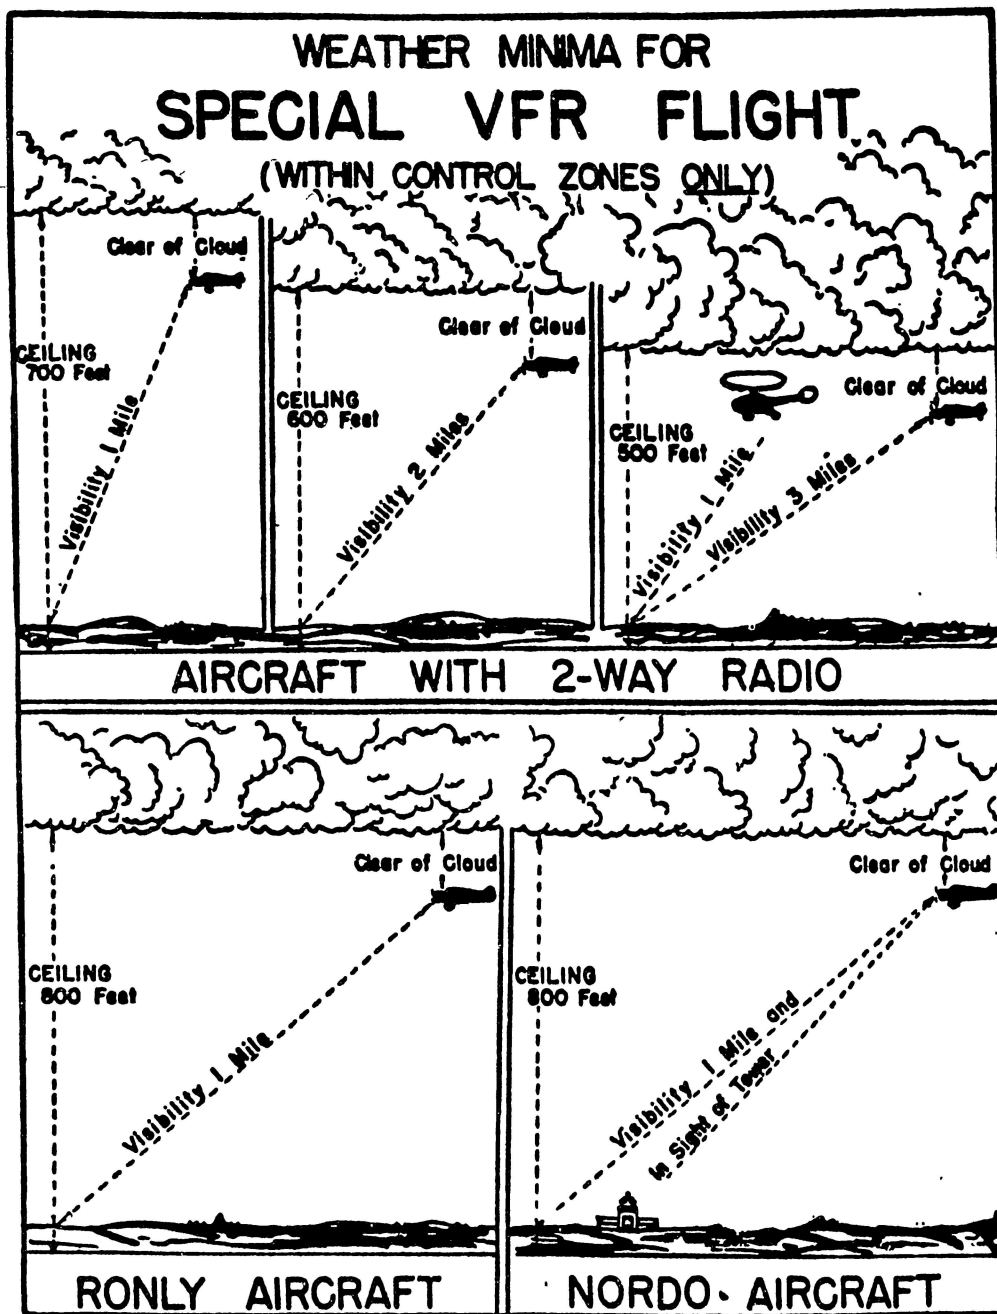 WEATHER MINIMA FOR
SPECIAL VFR FLIGHT
(WITHIN CONTROL ZONES ONLY)
Clear of Cloud
CEILING
700 Feet
Visibility 1 Mile
Clear of Cloud
CEILING
600 Feet
Visibility 2 Miles
Clear of Cloud
CEILING
500 Feet
Visibility 1 Mile
Visibility 3 Miles
AIRCRAFT WITH 2-WAY RADIO
Clear of Cloud
CEILING
800 Feet
Visibility 1 Mile
RONLY AIRCRAFT
Clear of Cloud
CEILING
800 Feet
Visibility 1 Mile and
In Sight of Tower
NORDO AIRCRAFT